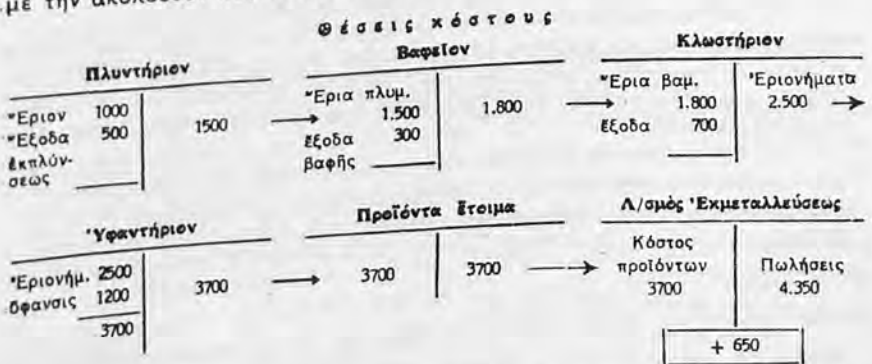 με την
Θέσεις κόστους
Πλυντήριον
Ἔριον 1000
Ἔξοδα 500
ἐκπλύν-
σεως
1500
Βαφεῖον
Ἔρια πλυμ.
1.500
ἔξοδα 300
βαφῆς
1.800
Κλωστήριον
Ἔρια βαμ.
1.800
ἔξοδα 700
Ἐριονήματα
2.500
Ὑφαντήριον
Ἐριονήμ. 2500
ὕφανσις 1200
3700
3700
Προϊόντα ἕτοιμα
3700 3700
Λ/σμὸς Ἐκμεταλλεύσεως
Κόστος
προϊόντων
3700
Πωλήσεις
4.350
+ 650